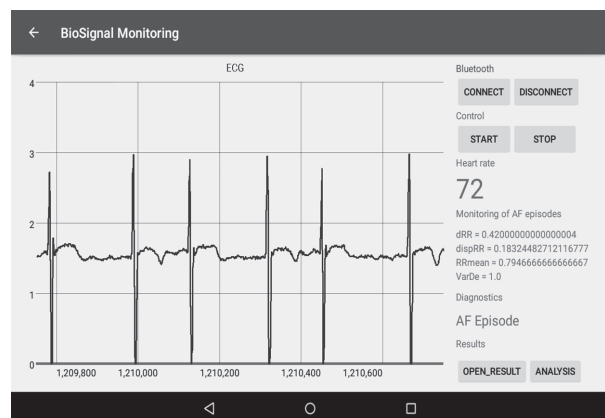 BioSignal Monitoring
ECG
4
3
2
1
0
1,209,800 1,210,000 1,210,200 1,210,400 1,210,600
Bluetooth
CONNECT DISCONNECT
Control
START STOP
Heart rate
72
Monitoring of AF episodes
dRR = 0.42000000000000004
dispRR = 0.18324482712116777
RRmean = 0.7946666666666667
VarDe = 1.0
Diagnostics
AF Episode
Results
OPEN_RESULT ANALYSIS